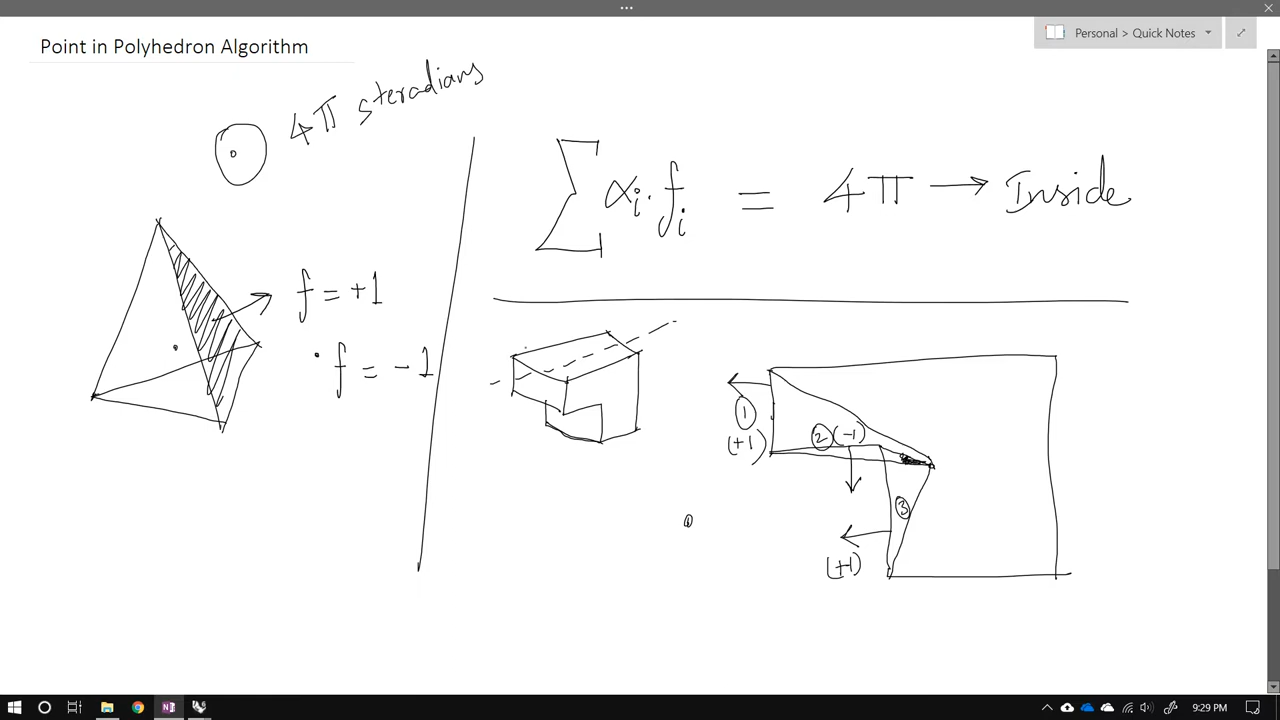 Personal > Quick Notes
Point in Polyhedron Algorithm
4π steradians
Σ αi · fi = 4π → Inside
f = +1
f = -1
1
(+1)
2 (-1)
3
(+1)
9:29 PM